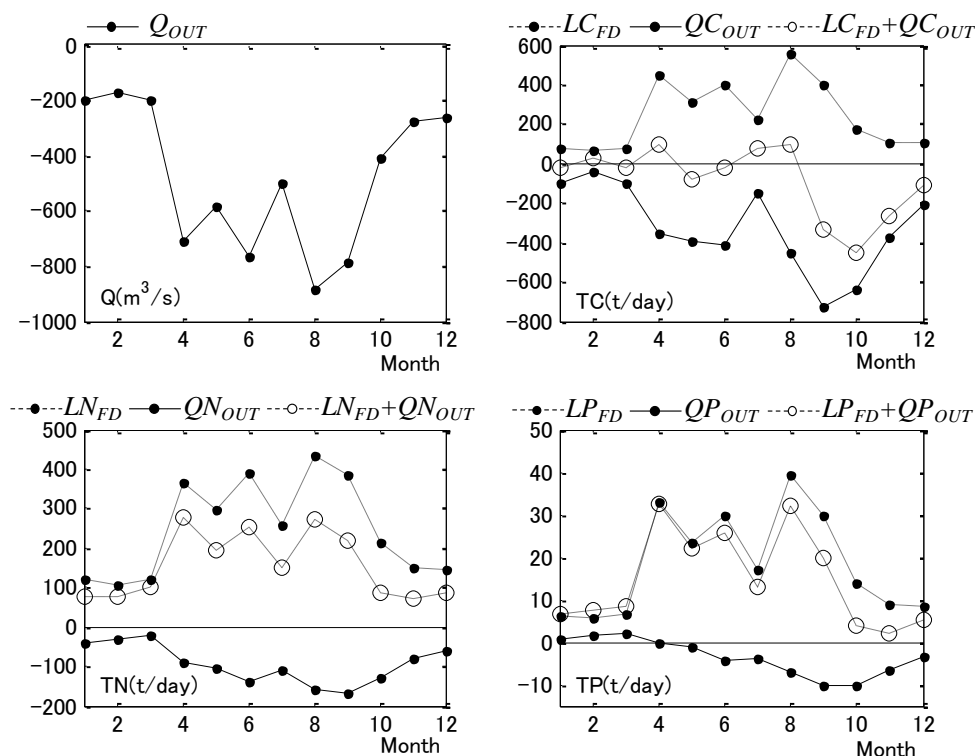 Q_OUT
0
-200
-400
-600
-800
-1000
Q(m³/s)
2 4 6 8 10 12
Month
LC_FD QC_OUT LC_FD+QC_OUT
600
400
200
0
-200
-400
-600
-800
TC(t/day)
2 4 6 8 10 12
Month
LN_FD QN_OUT LN_FD+QN_OUT
500
400
300
200
100
0
-100
-200
TN(t/day)
2 4 6 8 10 12
Month
LP_FD QP_OUT LP_FD+QP_OUT
50
40
30
20
10
0
-10
TP(t/day)
2 4 6 8 10 12
Month